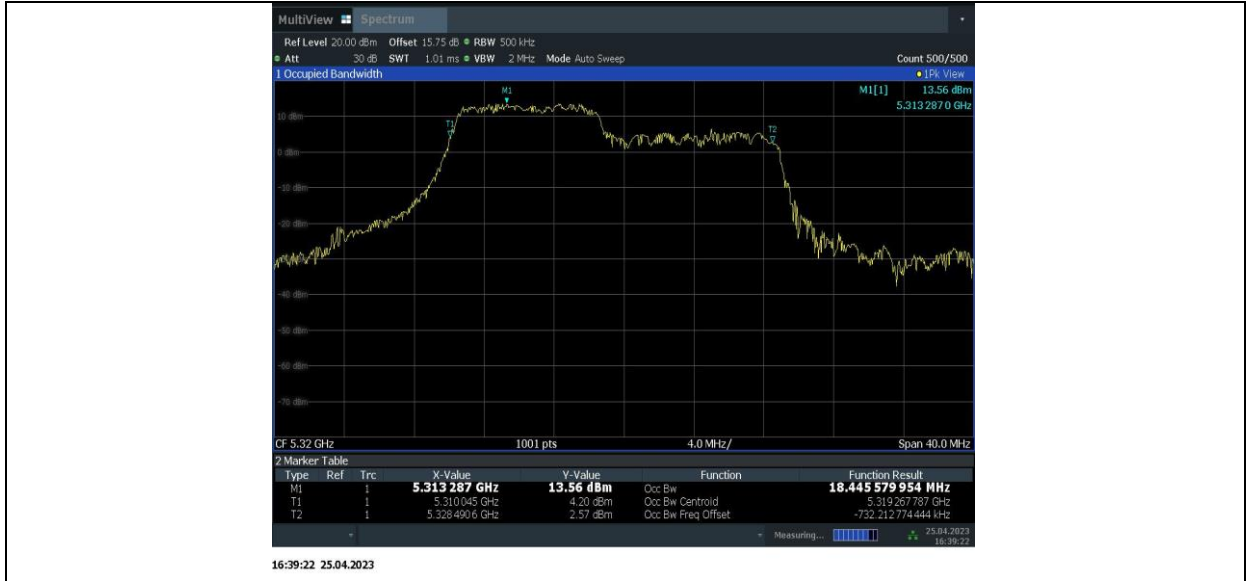 MultiView Spectrum
Ref Level 20.00 dBm Offset 15.75 dB RBW 500 kHz
Att 30 dB SWT 1.01 ms VBW 2 MHz Mode Auto Sweep Count 500/500
1 Occupied Bandwidth 1Pk View
M1[1] 13.56 dBm
5.313 287 0 GHz
M1
10 dBm
T1
T2
0 dBm
-10 dBm
-20 dBm
-40 dBm
-50 dBm
-60 dBm
-70 dBm
CF 5.32 GHz 1001 pts 4.0 MHz/ Span 40.0 MHz
2 Marker Table
Type Ref Trc X-Value Y-Value Function Function Result
M1 1 5.313 287 GHz 13.56 dBm Occ Bw 18.445 579 954 MHz
T1 1 5.310 045 GHz 4.20 dBm Occ Bw Centroid 5.319 267 787 GHz
T2 1 5.328 490 6 GHz 2.57 dBm Occ Bw Freq Offset -732.212 774 444 kHz
Measuring... 25.04.2023
16:39:22
16:39:22 25.04.2023